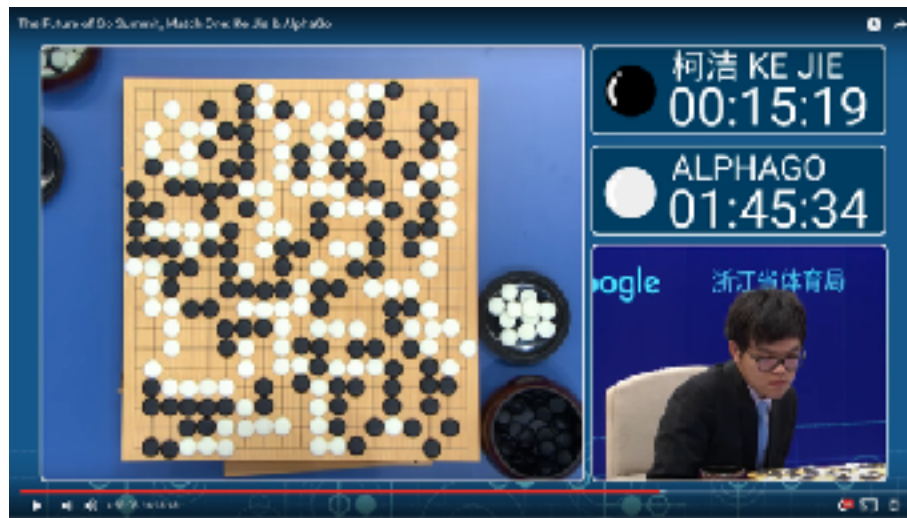 The Future of Go Summit, Match One: Ke Jie & AlphaGo
柯洁 KE JIE
00:15:19
ALPHAGO
01:45:34
oogle 浙江省体育局